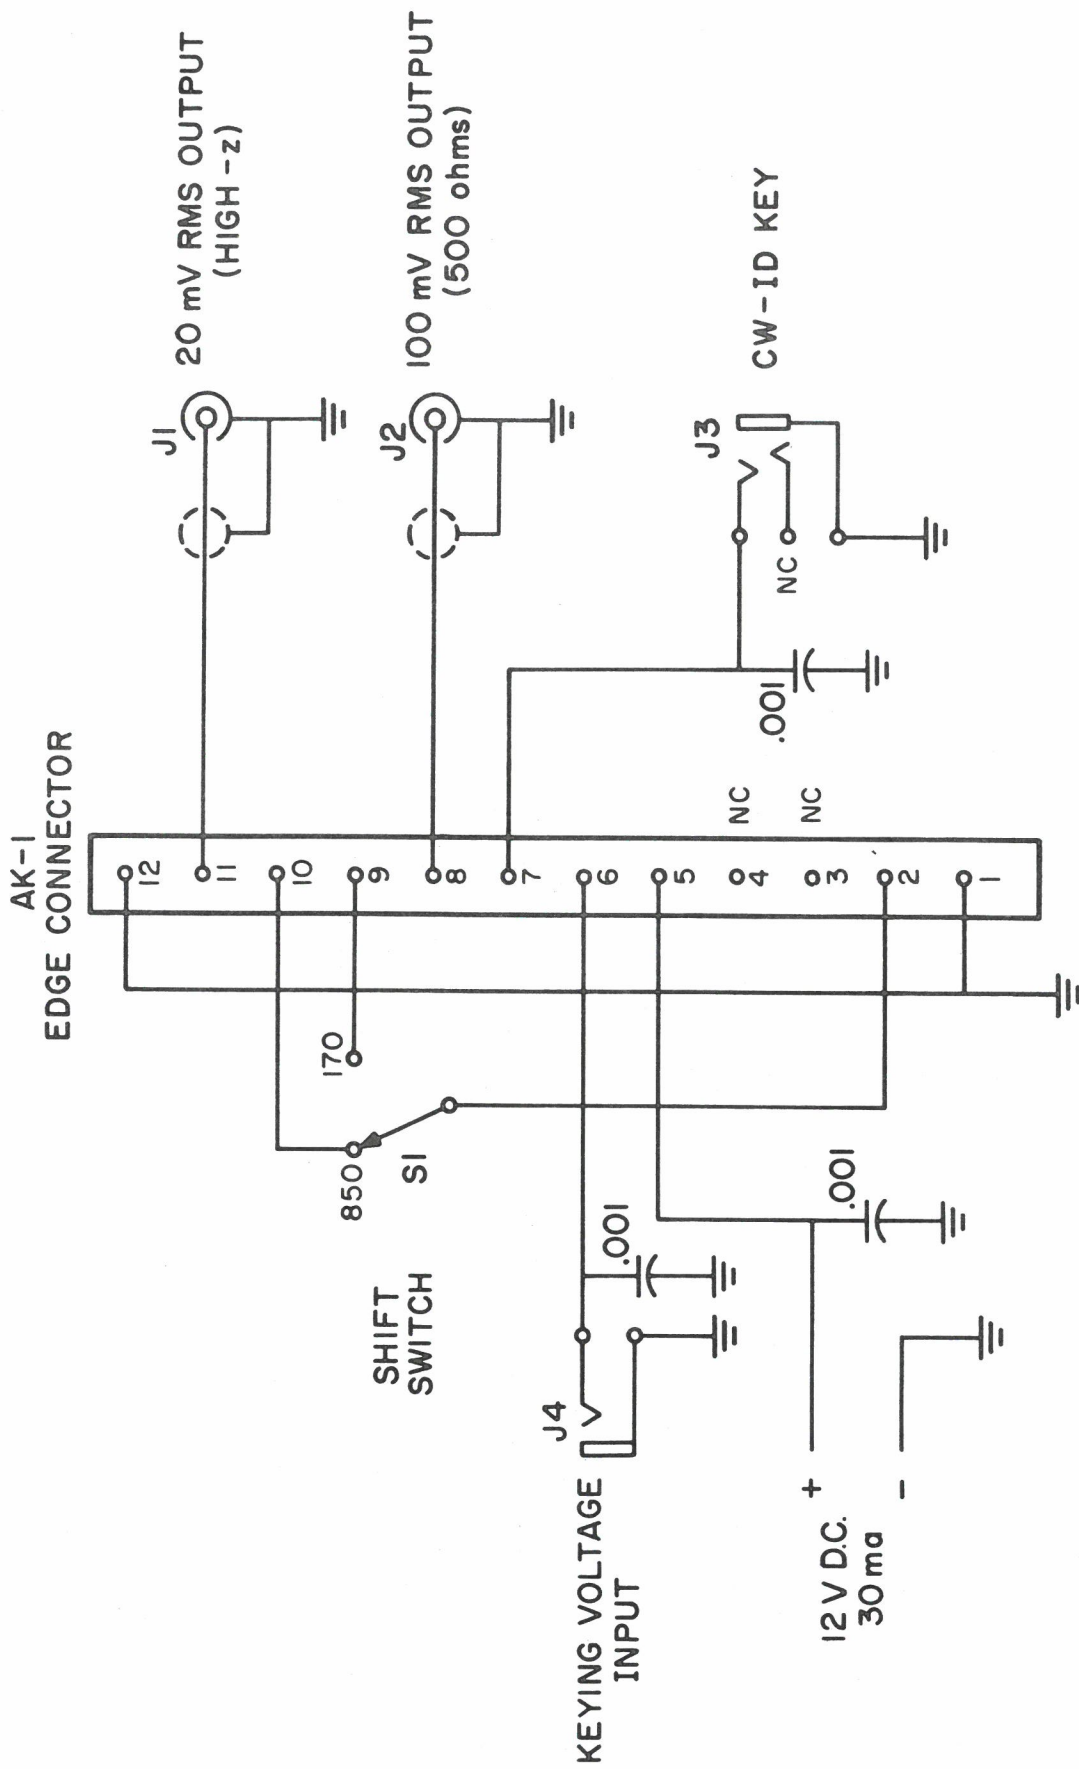 AK-1
EDGE CONNECTOR
12
11
10
9
8
7
6
5
4
3
2
1
J1
20 mV RMS OUTPUT
(HIGH-z)
J2
100 mV RMS OUTPUT
(500 ohms)
J3
CW-ID KEY
NC
.001
NC
NC
170
850
S1
SHIFT
SWITCH
.001
.001
J4
KEYING VOLTAGE
INPUT
+
-
12 V D.C.
30 ma